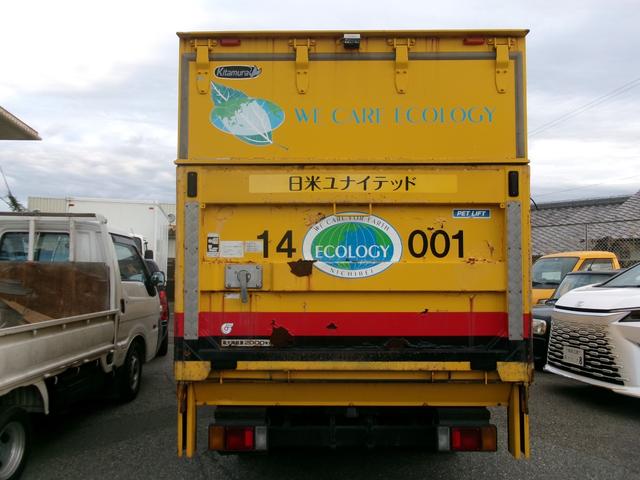 Kitamura
WE CARE ECOLOGY
日米ユナイテッド
PET LIFT
14 001
WE CARE FOR EARTH
ECOLOGY
NICHIBEI